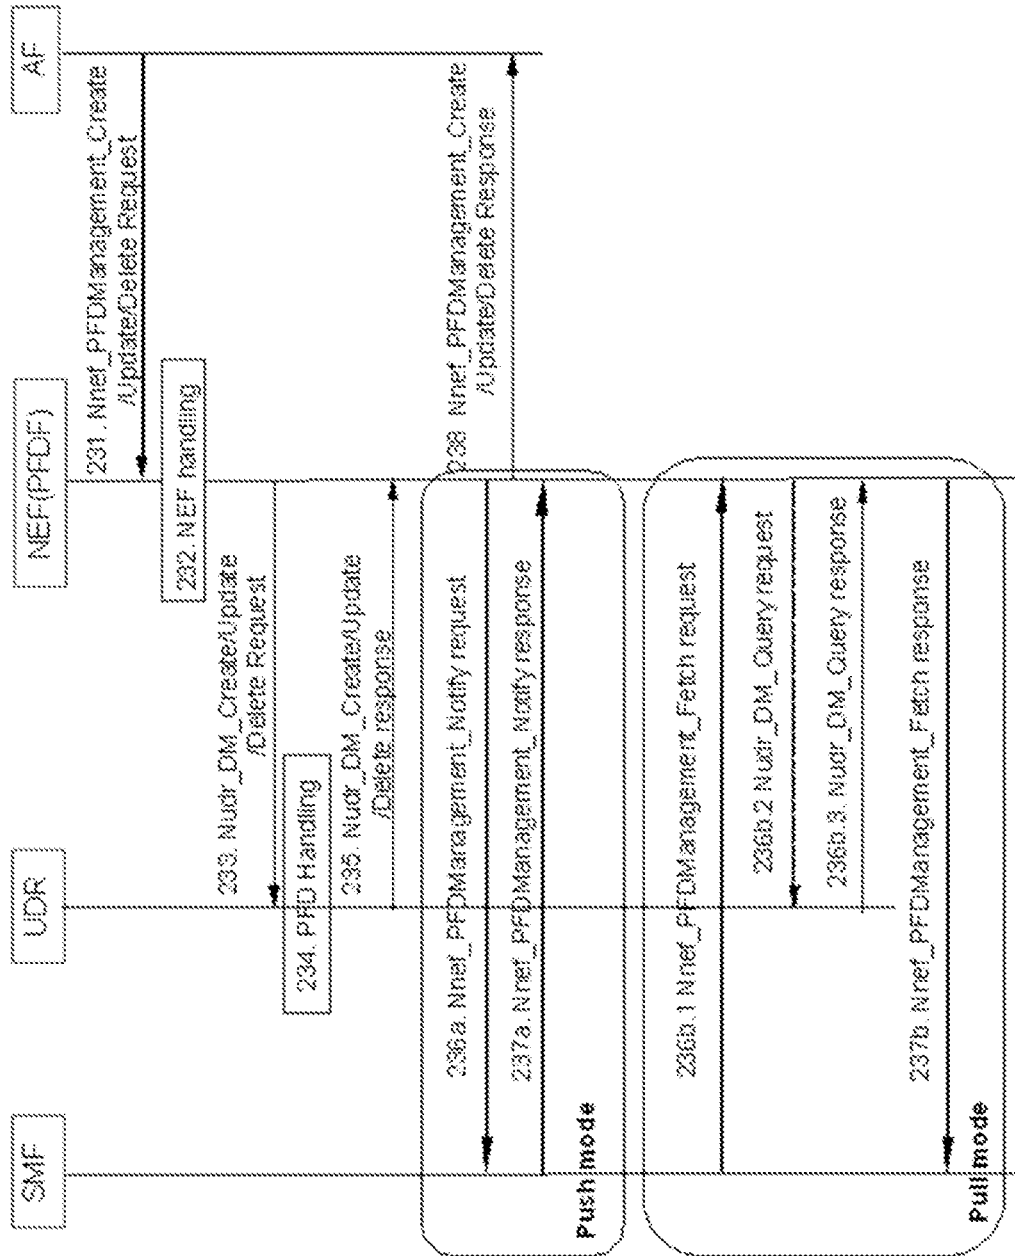 SMF
UDR
NEF(PFDF)
AF
231. Nnef_PFDManagement_Create
/Update/Delete Request
232. NEF handling
233. Nudr_DM_Create/Update
/Delete Request
234. PFD Handling
235. Nudr_DM_Create/Update
/Delete response
236a. Nnef_PFDManagement_Notify request
238. Nnef_PFDManagement_Create
/Update/Delete Response
237a. Nnef_PFDManagement_Notify response
Push mode
236b.1 Nnef_PFDManagement_Fetch request
236b.2 Nudr_DM_Query request
236b.3. Nudr_DM_Query response
237b. Nnef_PFDManagement_Fetch response
Pull mode